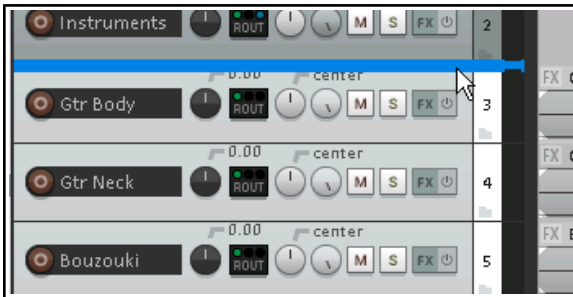 Instruments ROUT M S FX 2
0.00 center
Gtr Body ROUT M S FX 3
FX
0.00 center
Gtr Neck ROUT M S FX 4
FX
0.00 center
Bouzouki ROUT M S FX 5
FX